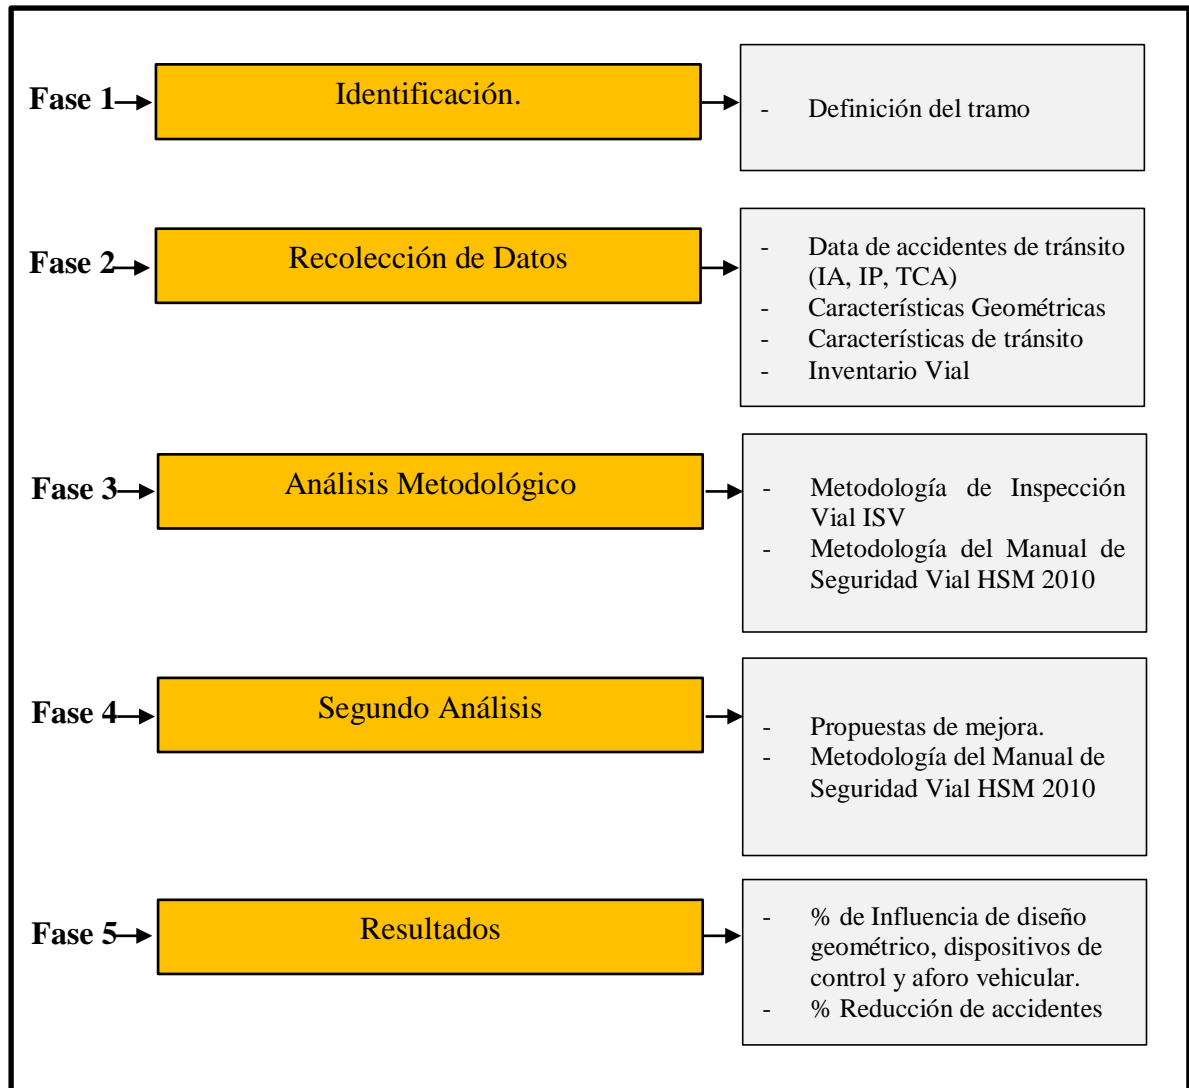 Fase 1
Identificación.
- Definición del tramo
Fase 2
Recolección de Datos
- Data de accidentes de tránsito
(IA, IP, TCA)
- Características Geométricas
- Características de tránsito
- Inventario Vial
Fase 3
Análisis Metodológico
- Metodología de Inspección
Vial ISV
- Metodología del Manual de
Seguridad Vial HSM 2010
Fase 4
Segundo Análisis
- Propuestas de mejora.
- Metodología del Manual de
Seguridad Vial HSM 2010
Fase 5
Resultados
- % de Influencia de diseño
geométrico, dispositivos de
control y aforo vehicular.
- % Reducción de accidentes